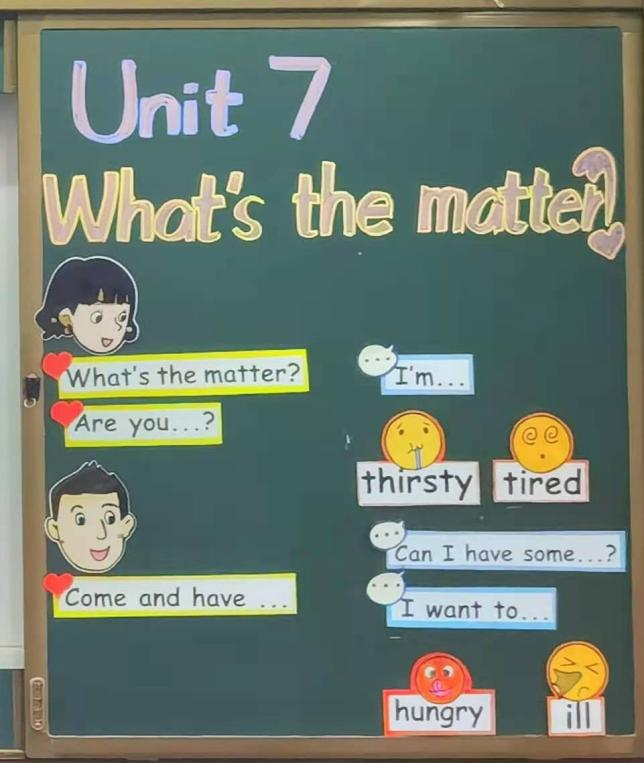 Unit 7
What's the matter?
What's the matter?
I'm...
Are you...?
thirsty
tired
Can I have some...?
Come and have ...
I want to...
hungry
ill